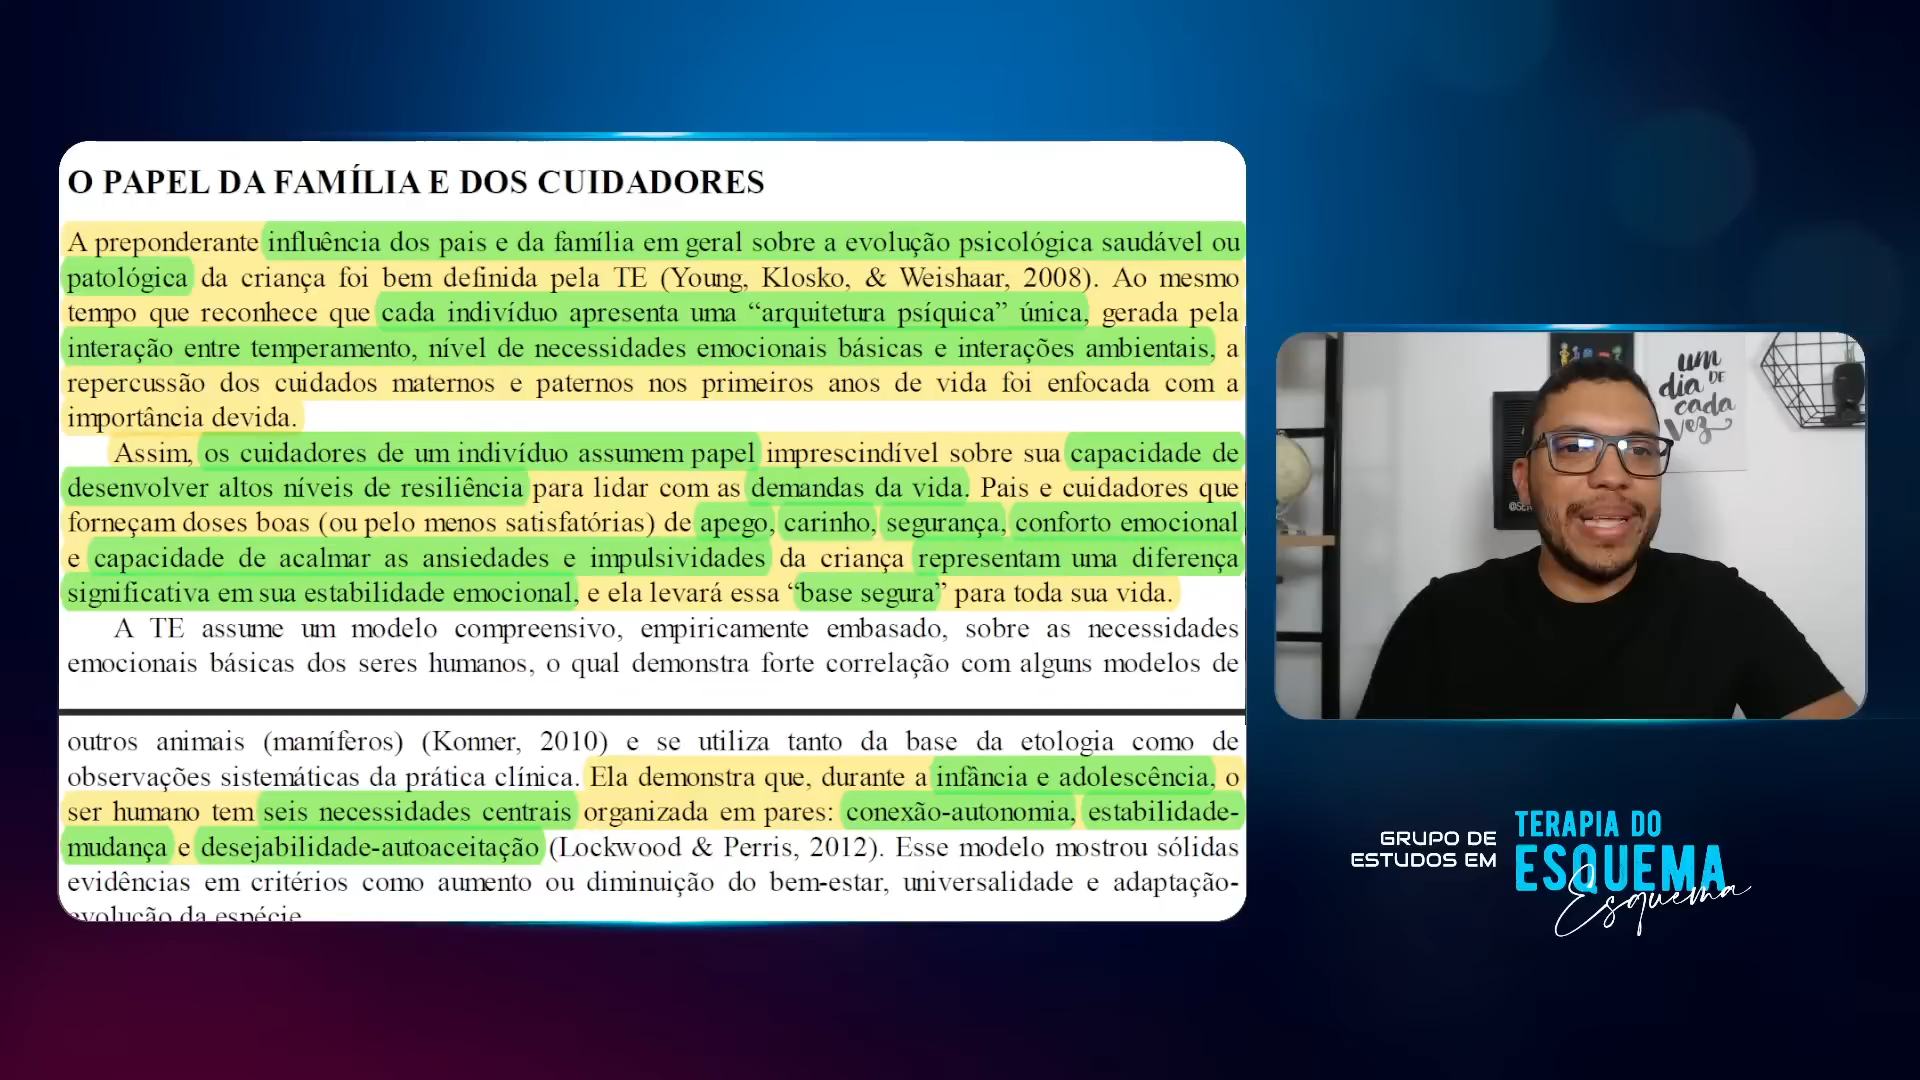 O PAPEL DA FAMÍLIA E DOS CUIDADORES
A preponderante influência dos pais e da família em geral sobre a evolução psicológica saudável ou
patológica da criança foi bem definida pela TE (Young, Klosko, & Weishaar, 2008). Ao mesmo
tempo que reconhece que cada indivíduo apresenta uma “arquitetura psíquica” única, gerada pela
interação entre temperamento, nível de necessidades emocionais básicas e interações ambientais, a
repercussão dos cuidados maternos e paternos nos primeiros anos de vida foi enfocada com a
importância devida.
Assim, os cuidadores de um indivíduo assumem papel imprescindível sobre sua capacidade de
desenvolver altos níveis de resiliência para lidar com as demandas da vida. Pais e cuidadores que
forneçam doses boas (ou pelo menos satisfatórias) de apego, carinho, segurança, conforto emocional
e capacidade de acalmar as ansiedades e impulsividades da criança representam uma diferença
significativa em sua estabilidade emocional, e ela levará essa “base segura” para toda sua vida.
A TE assume um modelo compreensivo, empiricamente embasado, sobre as necessidades
emocionais básicas dos seres humanos, o qual demonstra forte correlação com alguns modelos de
outros animais (mamíferos) (Konner, 2010) e se utiliza tanto da base da etologia como de
observações sistemáticas da prática clínica. Ela demonstra que, durante a infância e adolescência, o
ser humano tem seis necessidades centrais organizada em pares: conexão-autonomia, estabilidade-
mudança e desejabilidade-autoaceitação (Lockwood & Perris, 2012). Esse modelo mostrou sólidas
evidências em critérios como aumento ou diminuição do bem-estar, universalidade e adaptação-
evolução da espécie
um
dia DE
cada
vez
GRUPO DE
ESTUDOS EM
TERAPIA DO
ESQUEMA
Esquema